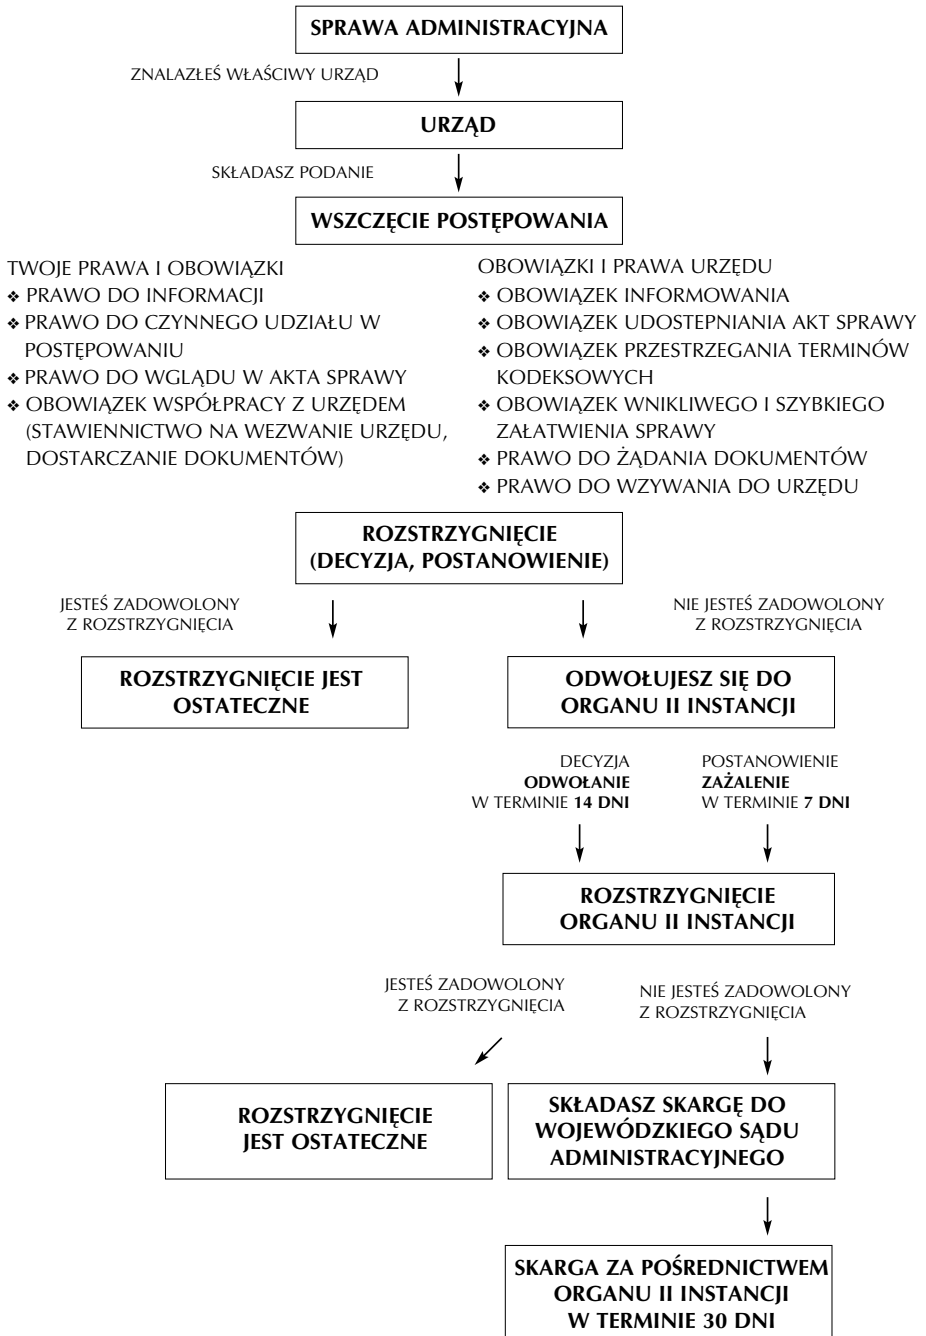 SPRAWA ADMINISTRACYJNA
ZNALAZŁEŚ WŁAŚCIWY URZĄD
URZĄD
SKŁADASZ PODANIE
WSZCZĘCIE POSTĘPOWANIA
TWOJE PRAWA I OBOWIĄZKI
❖ PRAWO DO INFORMACJI
❖ PRAWO DO CZYNNEGO UDZIAŁU W
POSTĘPOWANIU
❖ PRAWO DO WGLĄDU W AKTA SPRAWY
❖ OBOWIĄZEK WSPÓŁPRACY Z URZĘDEM
(STAWIENNICTWO NA WEZWANIE URZĘDU,
DOSTARCZANIE DOKUMENTÓW)
OBOWIĄZKI I PRAWA URZĘDU
❖ OBOWIĄZEK INFORMOWANIA
❖ OBOWIĄZEK UDOSTEPNIANIA AKT SPRAWY
❖ OBOWIĄZEK PRZESTRZEGANIA TERMINÓW
KODEKSOWYCH
❖ OBOWIĄZEK WNIKLIWEGO I SZYBKIEGO
ZAŁATWIENIA SPRAWY
❖ PRAWO DO ŻĄDANIA DOKUMENTÓW
❖ PRAWO DO WZYWANIA DO URZĘDU
ROZSTRZYGNIĘCIE
(DECYZJA, POSTANOWIENIE)
JESTEŚ ZADOWOLONY
Z ROZSTRZYGNIĘCIA
NIE JESTEŚ ZADOWOLONY
Z ROZSTRZYGNIĘCIA
ROZSTRZYGNIĘCIE JEST
OSTATECZNE
ODWOŁUJESZ SIĘ DO
ORGANU II INSTANCJI
DECYZJA
ODWOŁANIE
W TERMINIE 14 DNI
POSTANOWIENIE
ZAŻALENIE
W TERMINIE 7 DNI
ROZSTRZYGNIĘCIE
ORGANU II INSTANCJI
JESTEŚ ZADOWOLONY
Z ROZSTRZYGNIĘCIA
NIE JESTEŚ ZADOWOLONY
Z ROZSTRZYGNIĘCIA
ROZSTRZYGNIĘCIE
JEST OSTATECZNE
SKŁADASZ SKARGĘ DO
WOJEWÓDZKIEGO SĄDU
ADMINISTRACYJNEGO
SKARGA ZA POŚREDNICTWEM
ORGANU II INSTANCJI
W TERMINIE 30 DNI